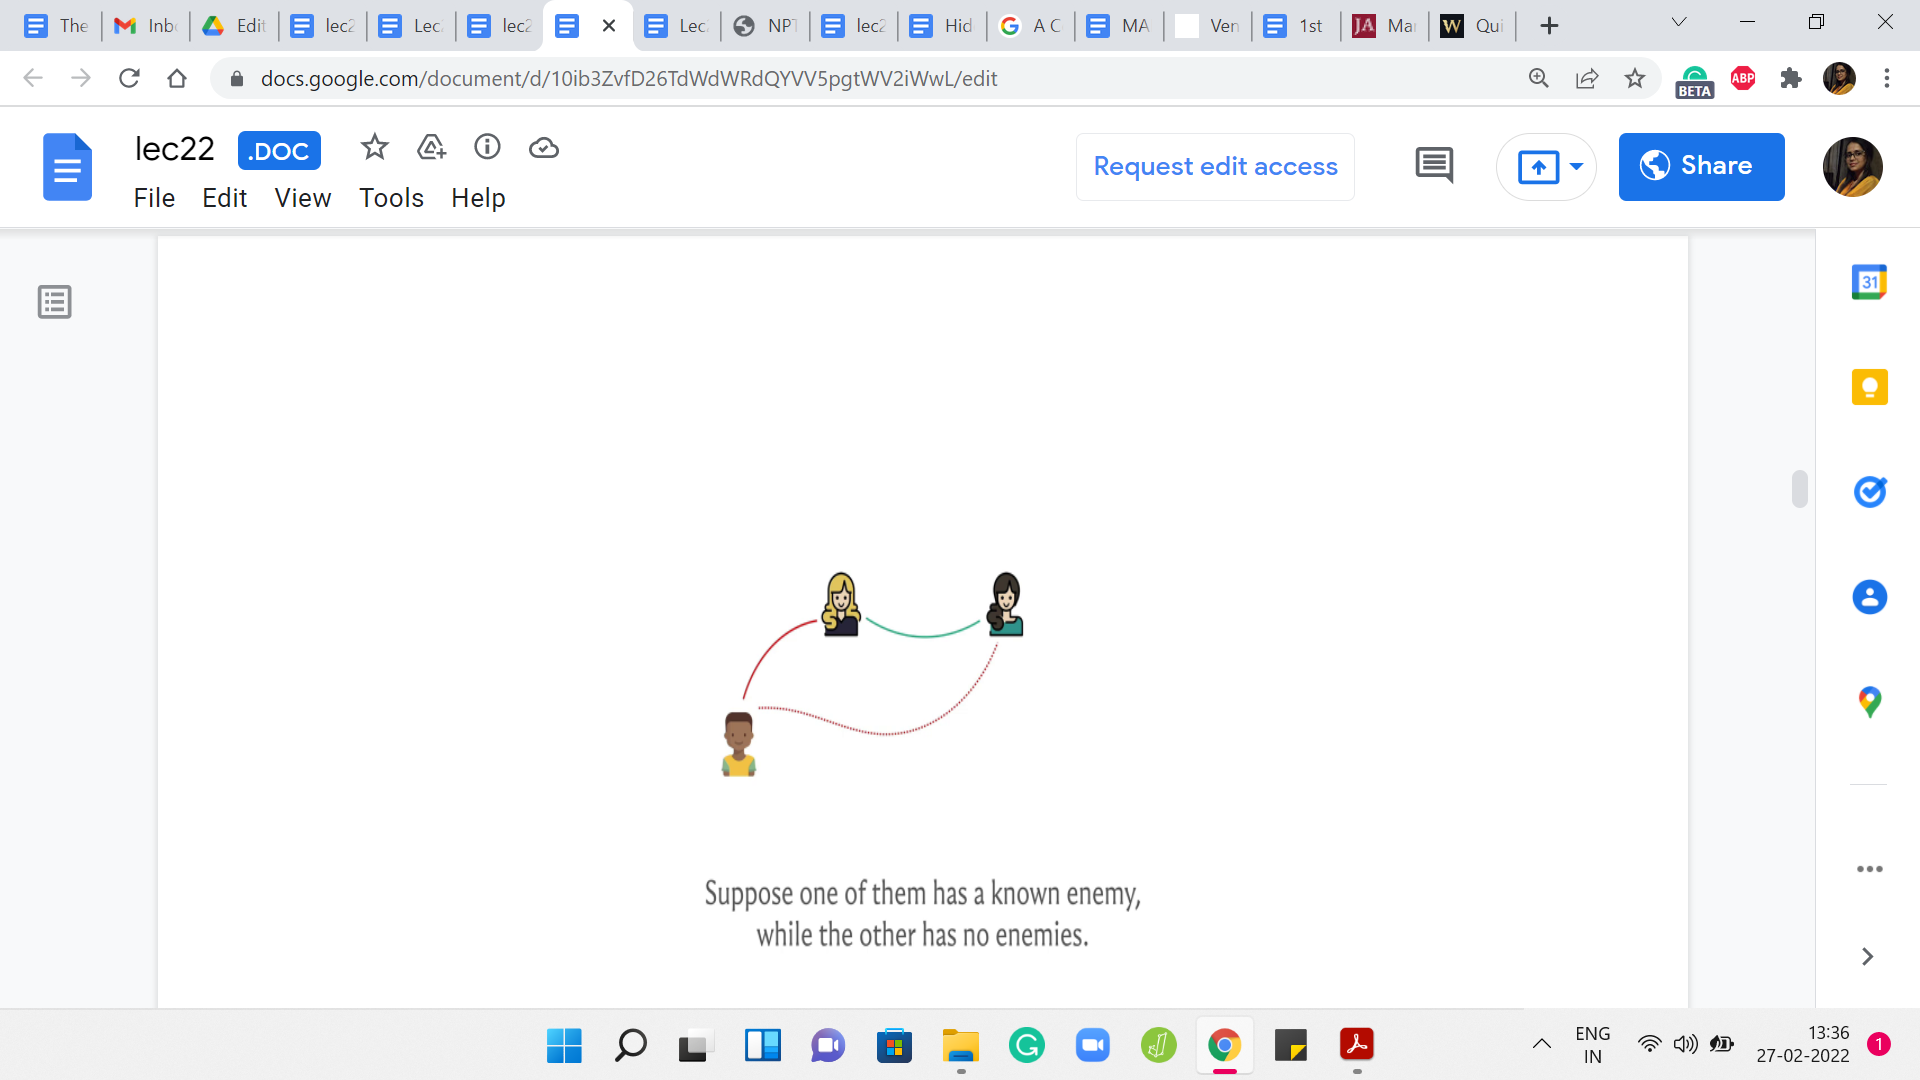 The
Inb
Edit
lec2
Lec
lec2
Lec
NPT
lec2
Hid
A C
MA
Ven
1st
JA
Ma
W
Qui
docs.google.com/document/d/10ib3ZvfD26TdWdWRdQYVV5pgtWV2iWwL/edit
BETA
ABP
lec22
.DOC
File Edit View Tools Help
Request edit access
Share
31
Suppose one of them has a known enemy,
while the other has no enemies.
ENG
IN
13:36
27-02-2022
1